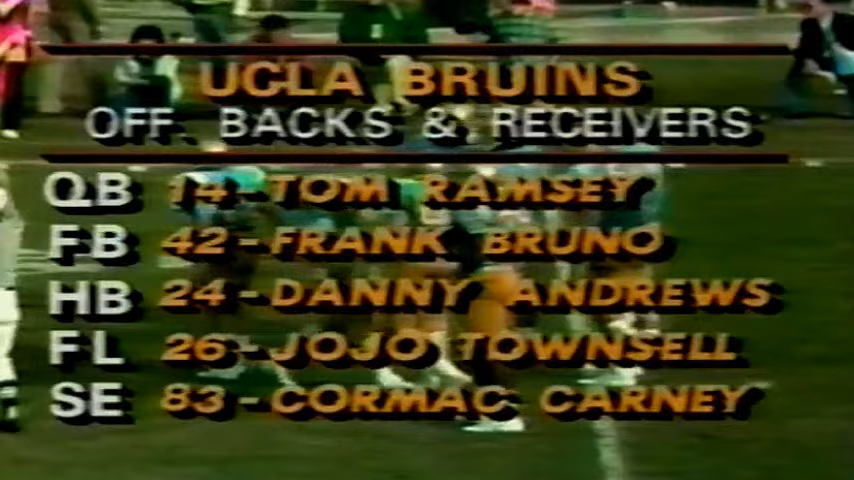 UCLA BRUINS
OFF. BACKS & RECEIVERS
QB 14-TOM RAMSEY
FB 42-FRANK BRUNO
HB 24-DANNY ANDREWS
FL 26-JOJO TOWNSELL
SE 83-CORMAC CARNEY